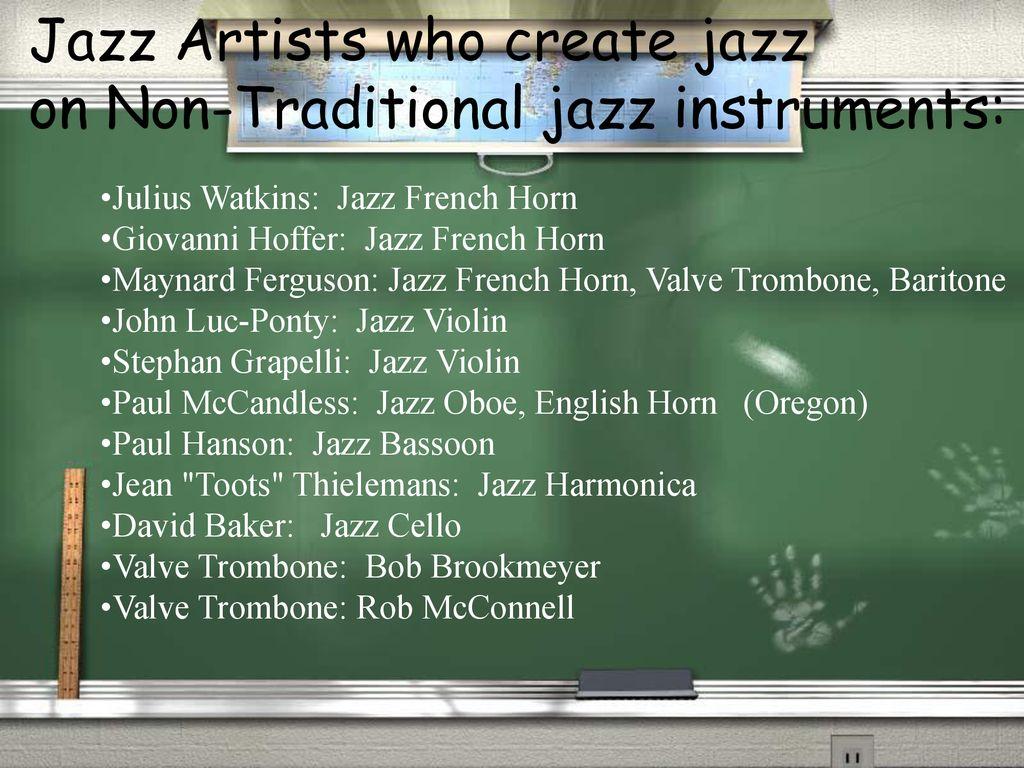 Jazz Artists who create jazz
on Non-Traditional jazz instruments:
•Julius Watkins:  Jazz French Horn
•Giovanni Hoffer:  Jazz French Horn
•Maynard Ferguson: Jazz French Horn, Valve Trombone, Baritone
•John Luc-Ponty:  Jazz Violin
•Stephan Grapelli:  Jazz Violin
•Paul McCandless:  Jazz Oboe, English Horn   (Oregon)
•Paul Hanson:  Jazz Bassoon
•Jean "Toots" Thielemans:  Jazz Harmonica
•David Baker:   Jazz Cello
•Valve Trombone:  Bob Brookmeyer
•Valve Trombone: Rob McConnell